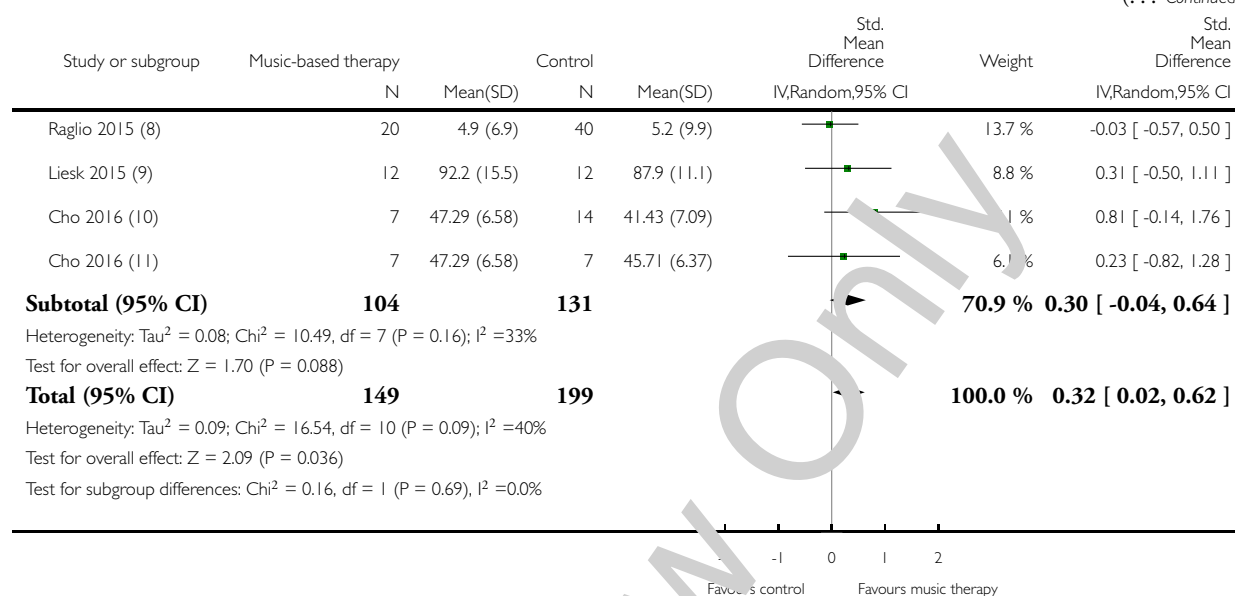 (. . . Continued
Study or subgroup Music-based therapy Control Std. Mean Difference Weight Std. Mean Difference
N Mean(SD) N Mean(SD) IV,Random,95% CI IV,Random,95% CI
Raglio 2015 (8) 20 4.9 (6.9) 40 5.2 (9.9) 13.7 % -0.03 [ -0.57, 0.50 ]
Liesk 2015 (9) 12 92.2 (15.5) 12 87.9 (11.1) 8.8 % 0.31 [ -0.50, 1.11 ]
Cho 2016 (10) 7 47.29 (6.58) 14 41.43 (7.09) 0.81 [ -0.14, 1.76 ]
Cho 2016 (11) 7 47.29 (6.58) 7 45.71 (6.37) 0.23 [ -0.82, 1.28 ]
Subtotal (95% CI) 104 131 70.9 % 0.30 [ -0.04, 0.64 ]
Heterogeneity: Tau² = 0.08; Chi² = 10.49, df = 7 (P = 0.16); I² =33%
Test for overall effect: Z = 1.70 (P = 0.088)
Total (95% CI) 149 199 100.0 % 0.32 [ 0.02, 0.62 ]
Heterogeneity: Tau² = 0.09; Chi² = 16.54, df = 10 (P = 0.09); I² =40%
Test for overall effect: Z = 2.09 (P = 0.036)
Test for subgroup differences: Chi² = 0.16, df = 1 (P = 0.69), I² =0.0%
-1 0 1 2
Favours control Favours music therapy
Only